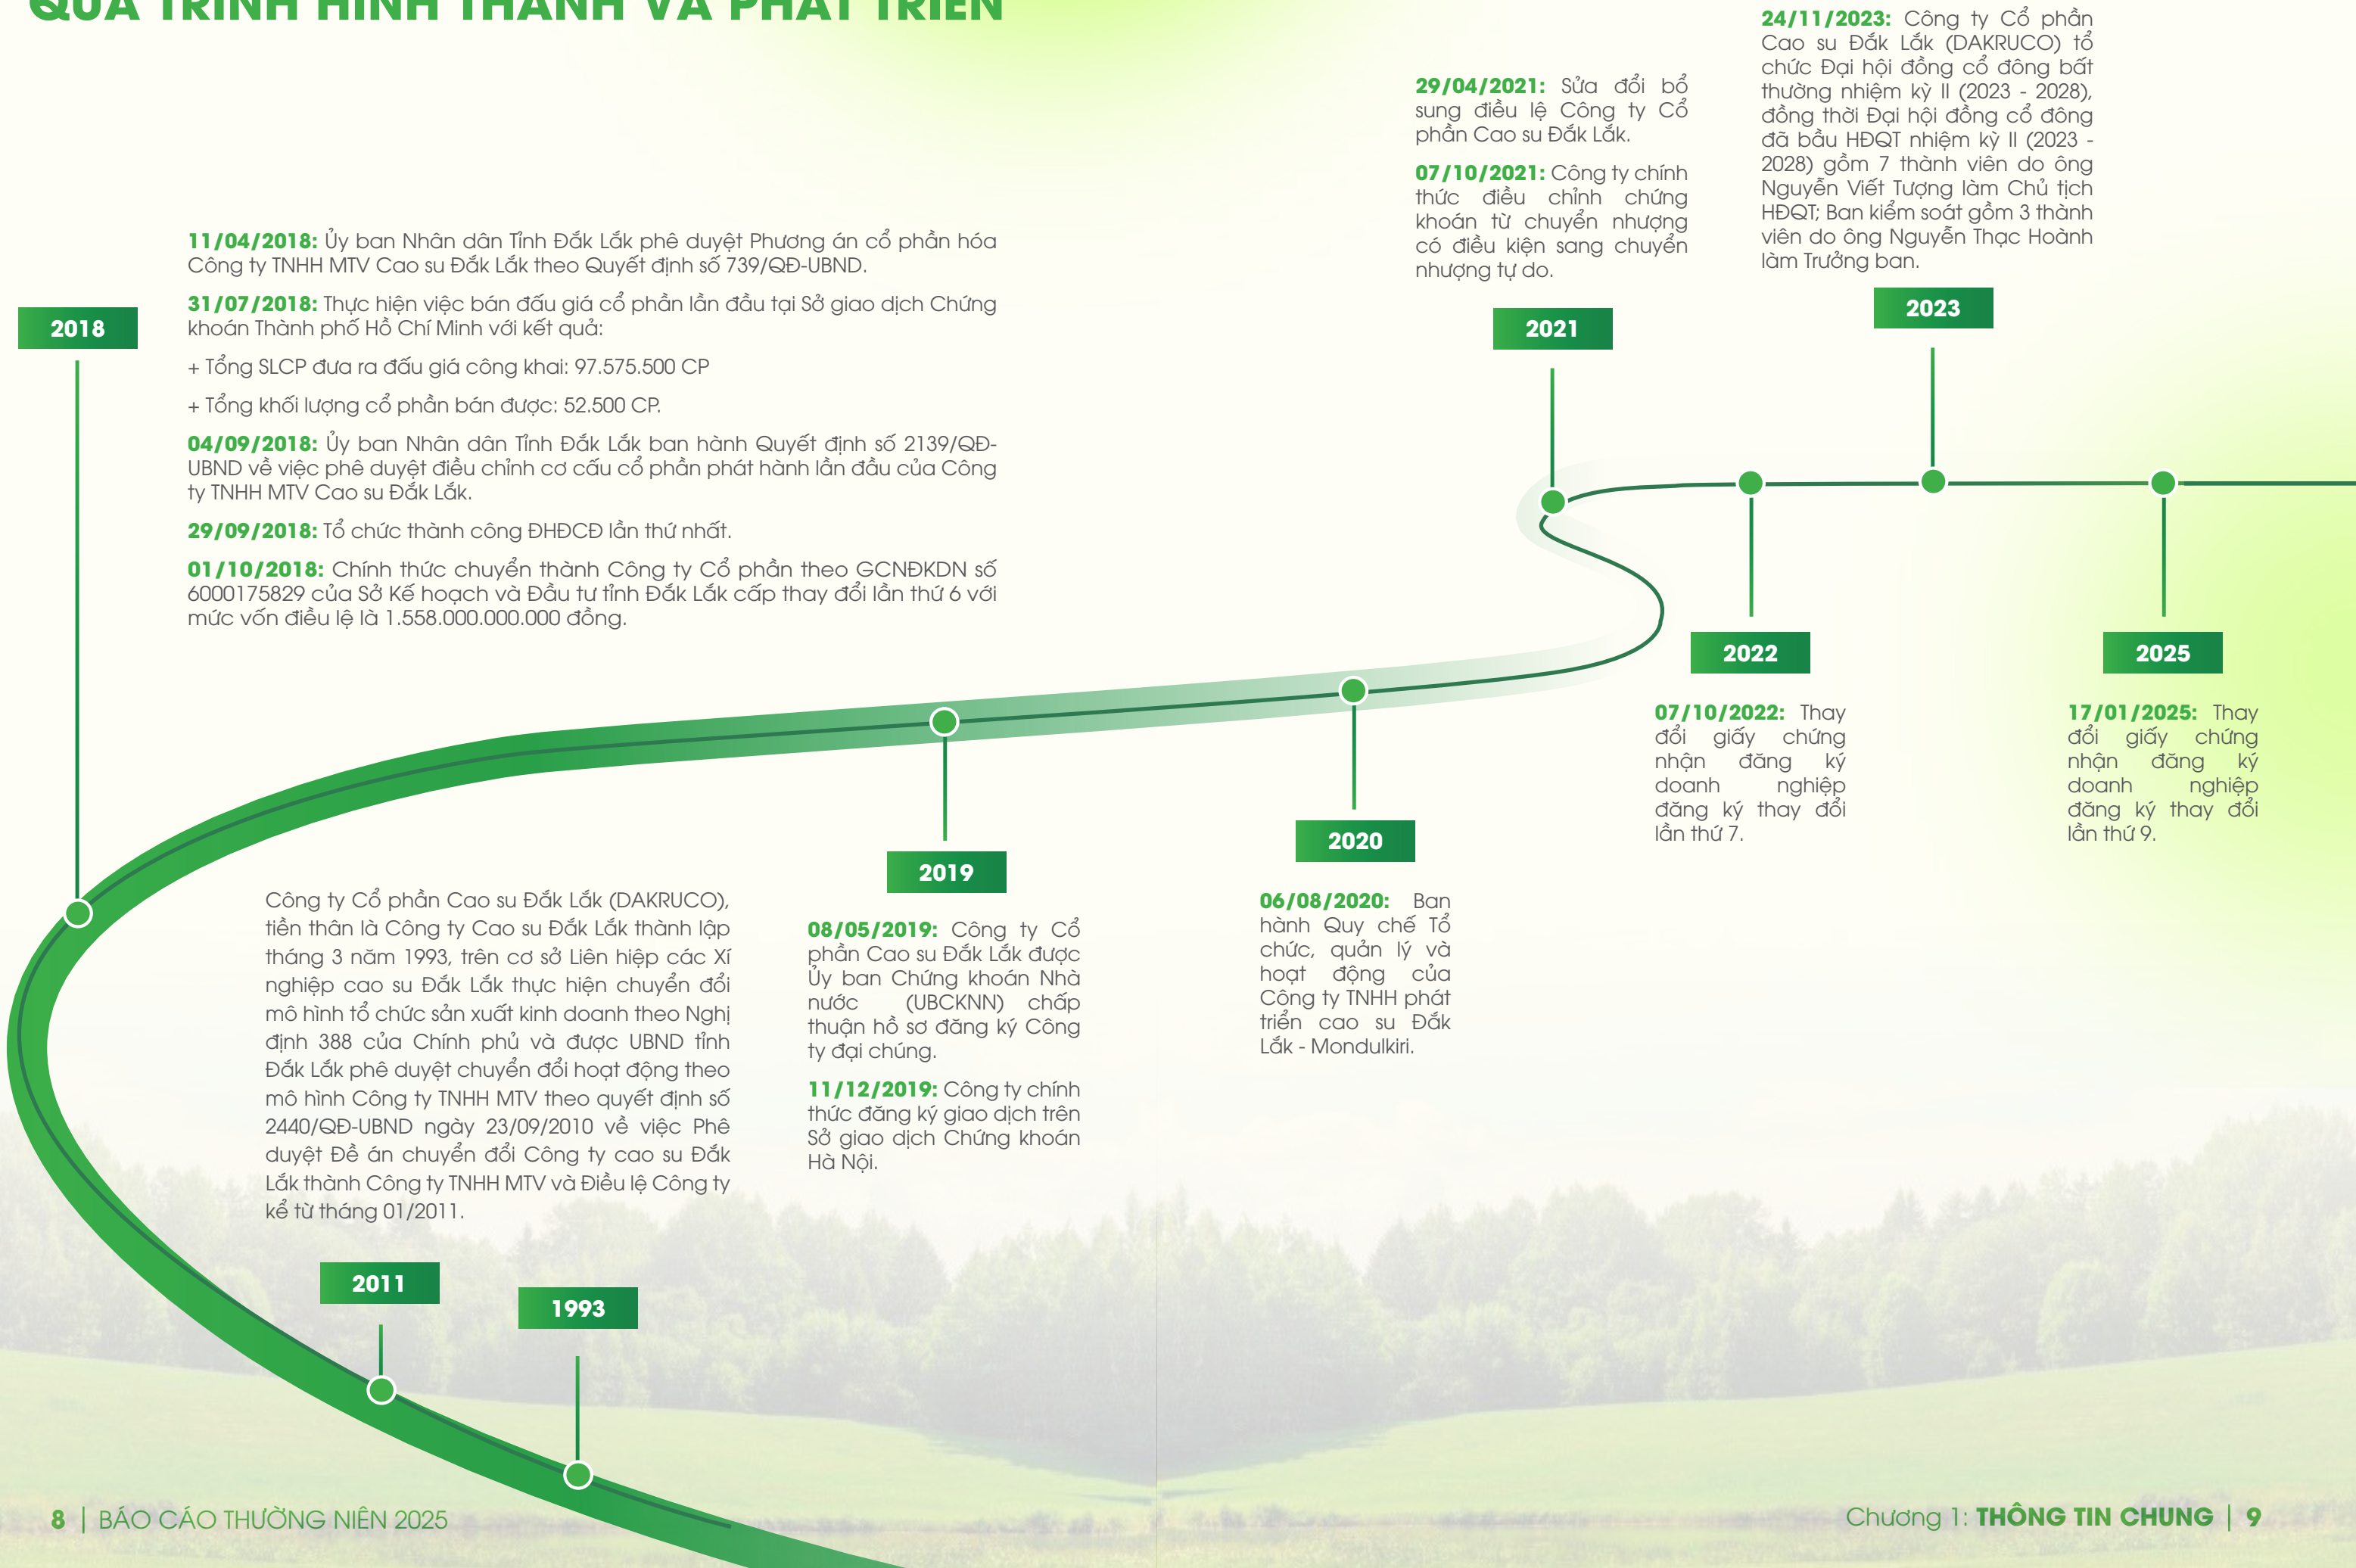 QUÁ TRÌNH HÌNH THÀNH VÀ PHÁT TRIỂN
2018
11/04/2018: Ủy ban Nhân dân Tỉnh Đắk Lắk phê duyệt Phương án cổ phần hóa
Công ty TNHH MTV Cao su Đắk Lắk theo Quyết định số 739/QĐ-UBND.
31/07/2018: Thực hiện việc bán đấu giá cổ phần lần đầu tại Sở giao dịch Chứng
khoán Thành phố Hồ Chí Minh với kết quả:
+ Tổng SLCP đưa ra đấu giá công khai: 97.575.500 CP
+ Tổng khối lượng cổ phần bán được: 52.500 CP.
04/09/2018: Ủy ban Nhân dân Tỉnh Đắk Lắk ban hành Quyết định số 2139/QĐ-
UBND về việc phê duyệt điều chỉnh cơ cấu cổ phần phát hành lần đầu của Công
ty TNHH MTV Cao su Đắk Lắk.
29/09/2018: Tổ chức thành công ĐHĐCĐ lần thứ nhất.
01/10/2018: Chính thức chuyển thành Công ty Cổ phần theo GCNĐKDN số
6000175829 của Sở Kế hoạch và Đầu tư tỉnh Đắk Lắk cấp thay đổi lần thứ 6 với
mức vốn điều lệ là 1.558.000.000.000 đồng.
Công ty Cổ phần Cao su Đắk Lắk (DAKRUCO),
tiền thân là Công ty Cao su Đắk Lắk thành lập
tháng 3 năm 1993, trên cơ sở Liên hiệp các Xí
nghiệp cao su Đắk Lắk thực hiện chuyển đổi
mô hình tổ chức sản xuất kinh doanh theo Nghị
định 388 của Chính phủ và được UBND tỉnh
Đắk Lắk phê duyệt chuyển đổi hoạt động theo
mô hình Công ty TNHH MTV theo quyết định số
2440/QĐ-UBND ngày 23/09/2010 về việc Phê
duyệt Đề án chuyển đổi Công ty cao su Đắk
Lắk thành Công ty TNHH MTV và Điều lệ Công ty
kể từ tháng 01/2011.
2011
1993
2019
08/05/2019: Công ty Cổ
phần Cao su Đắk Lắk được
Ủy ban Chứng khoán Nhà
nước (UBCKNN) chấp
thuận hồ sơ đăng ký Công
ty đại chúng.
11/12/2019: Công ty chính
thức đăng ký giao dịch trên
Sở giao dịch Chứng khoán
Hà Nội.
2020
06/08/2020: Ban
hành Quy chế Tổ
chức, quản lý và
hoạt động của
Công ty TNHH phát
triển cao su Đắk
Lắk - Mondulkiri.
29/04/2021: Sửa đổi bổ
sung điều lệ Công ty Cổ
phần Cao su Đắk Lắk.
07/10/2021: Công ty chính
thức điều chỉnh chứng
khoán từ chuyển nhượng
có điều kiện sang chuyển
nhượng tự do.
2021
24/11/2023: Công ty Cổ phần
Cao su Đắk Lắk (DAKRUCO) tổ
chức Đại hội đồng cổ đông bất
thường nhiệm kỳ II (2023 - 2028),
đồng thời Đại hội đồng cổ đông
đã bầu HĐQT nhiệm kỳ II (2023 -
2028) gồm 7 thành viên do ông
Nguyễn Viết Tượng làm Chủ tịch
HĐQT; Ban kiểm soát gồm 3 thành
viên do ông Nguyễn Thạc Hoành
làm Trưởng ban.
2023
2022
07/10/2022: Thay
đổi giấy chứng
nhận đăng ký
doanh nghiệp
đăng ký thay đổi
lần thứ 7.
2025
17/01/2025: Thay
đổi giấy chứng
nhận đăng ký
doanh nghiệp
đăng ký thay đổi
lần thứ 9.
8 | BÁO CÁO THƯỜNG NIÊN 2025
Chương 1: THÔNG TIN CHUNG | 9